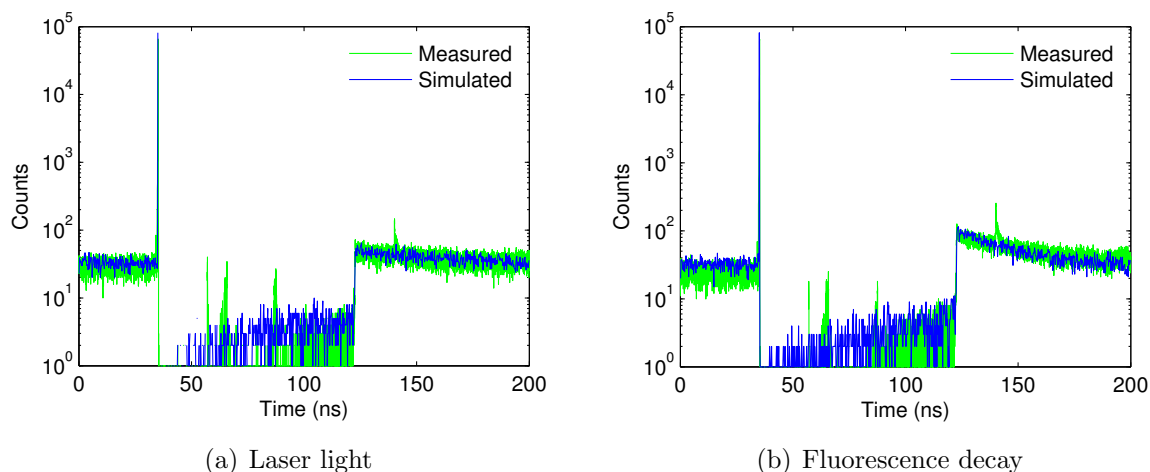 10^5
10^4
10^3
10^2
10^1
10^0
Counts
Measured
Simulated
0 50 100 150 200
Time (ns)
(a) Laser light
10^5
10^4
10^3
10^2
10^1
10^0
Counts
Measured
Simulated
0 50 100 150 200
Time (ns)
(b) Fluorescence decay